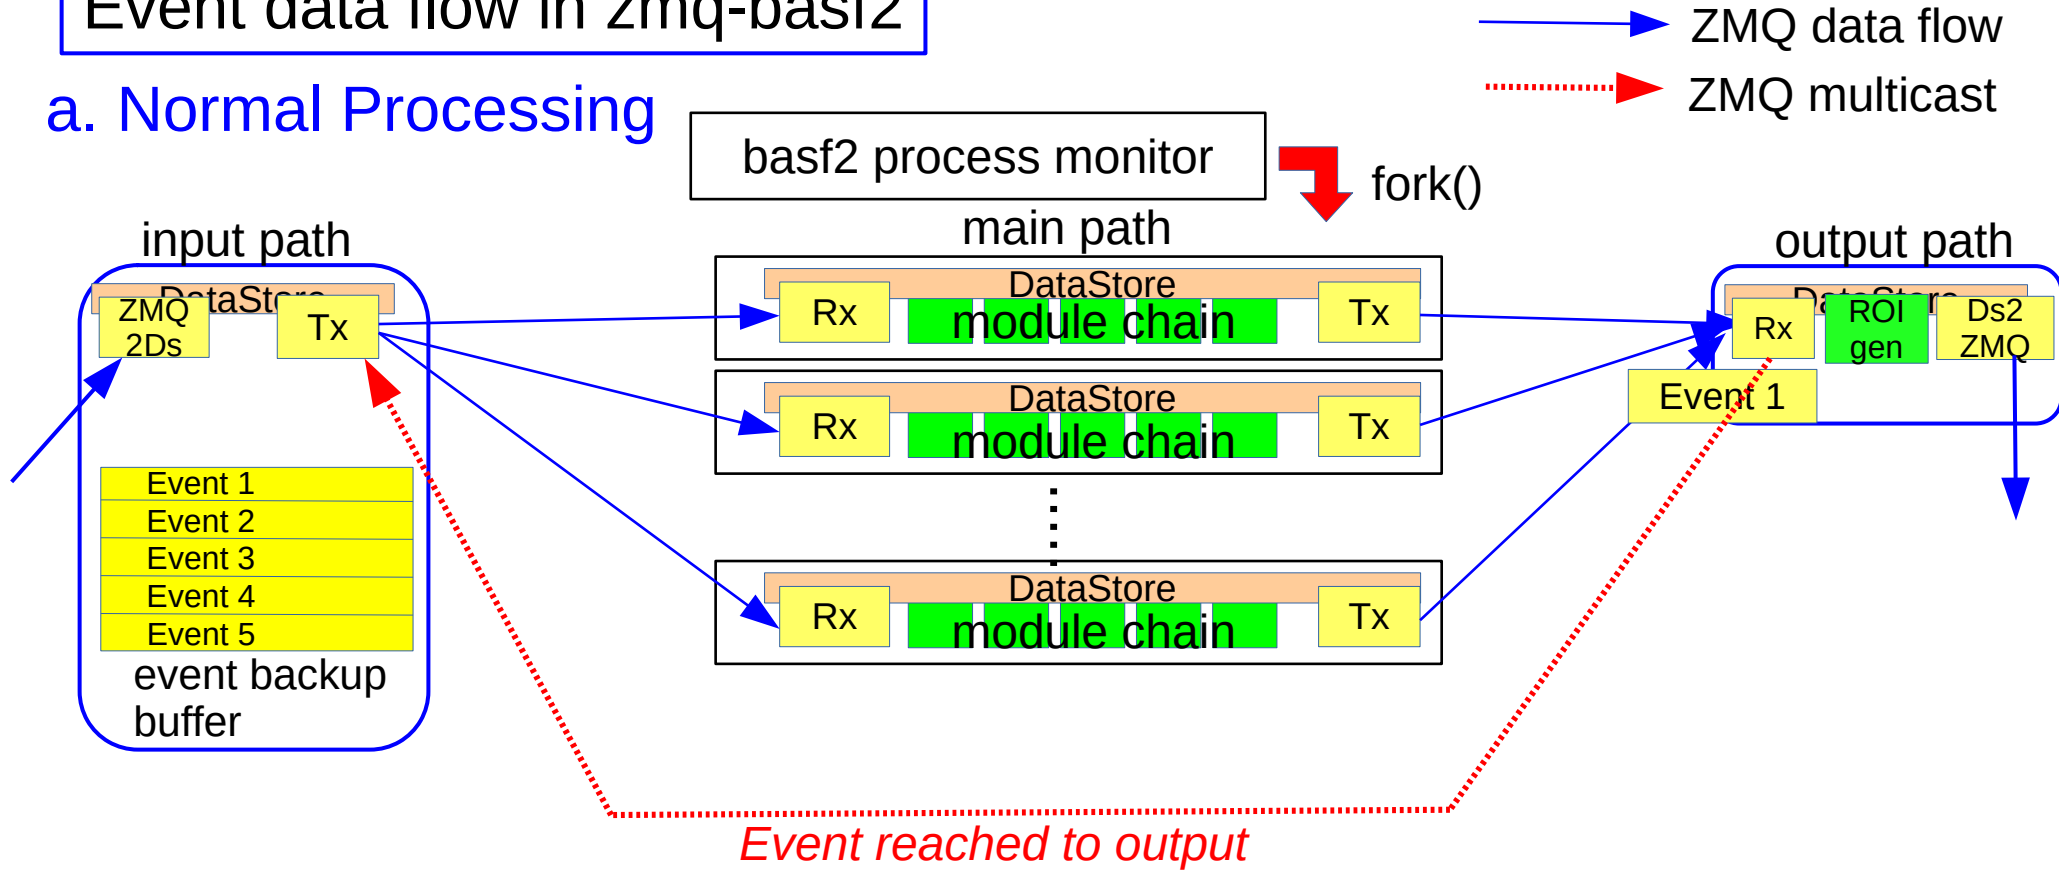 Event data flow in zmq-basf2
ZMQ data flow
ZMQ multicast
a. Normal Processing
basf2 process monitor
fork()
input path
main path
output path
DataStore
ZMQ
2Ds
Tx
DataStore
Rx
module chain
Tx
DataStore
Rx
ROI
gen
Ds2
ZMQ
Event 1
DataStore
Rx
module chain
Tx
Event 1
Event 2
Event 3
Event 4
Event 5
event backup
buffer
DataStore
Rx
module chain
Tx
Event reached to output